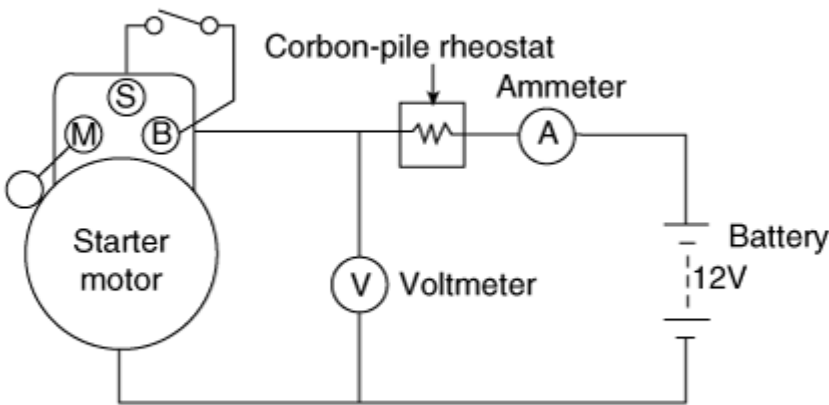 Corbon-pile rheostat
Ammeter
S
M
B
A
Starter
motor
V
Voltmeter
Battery
12V